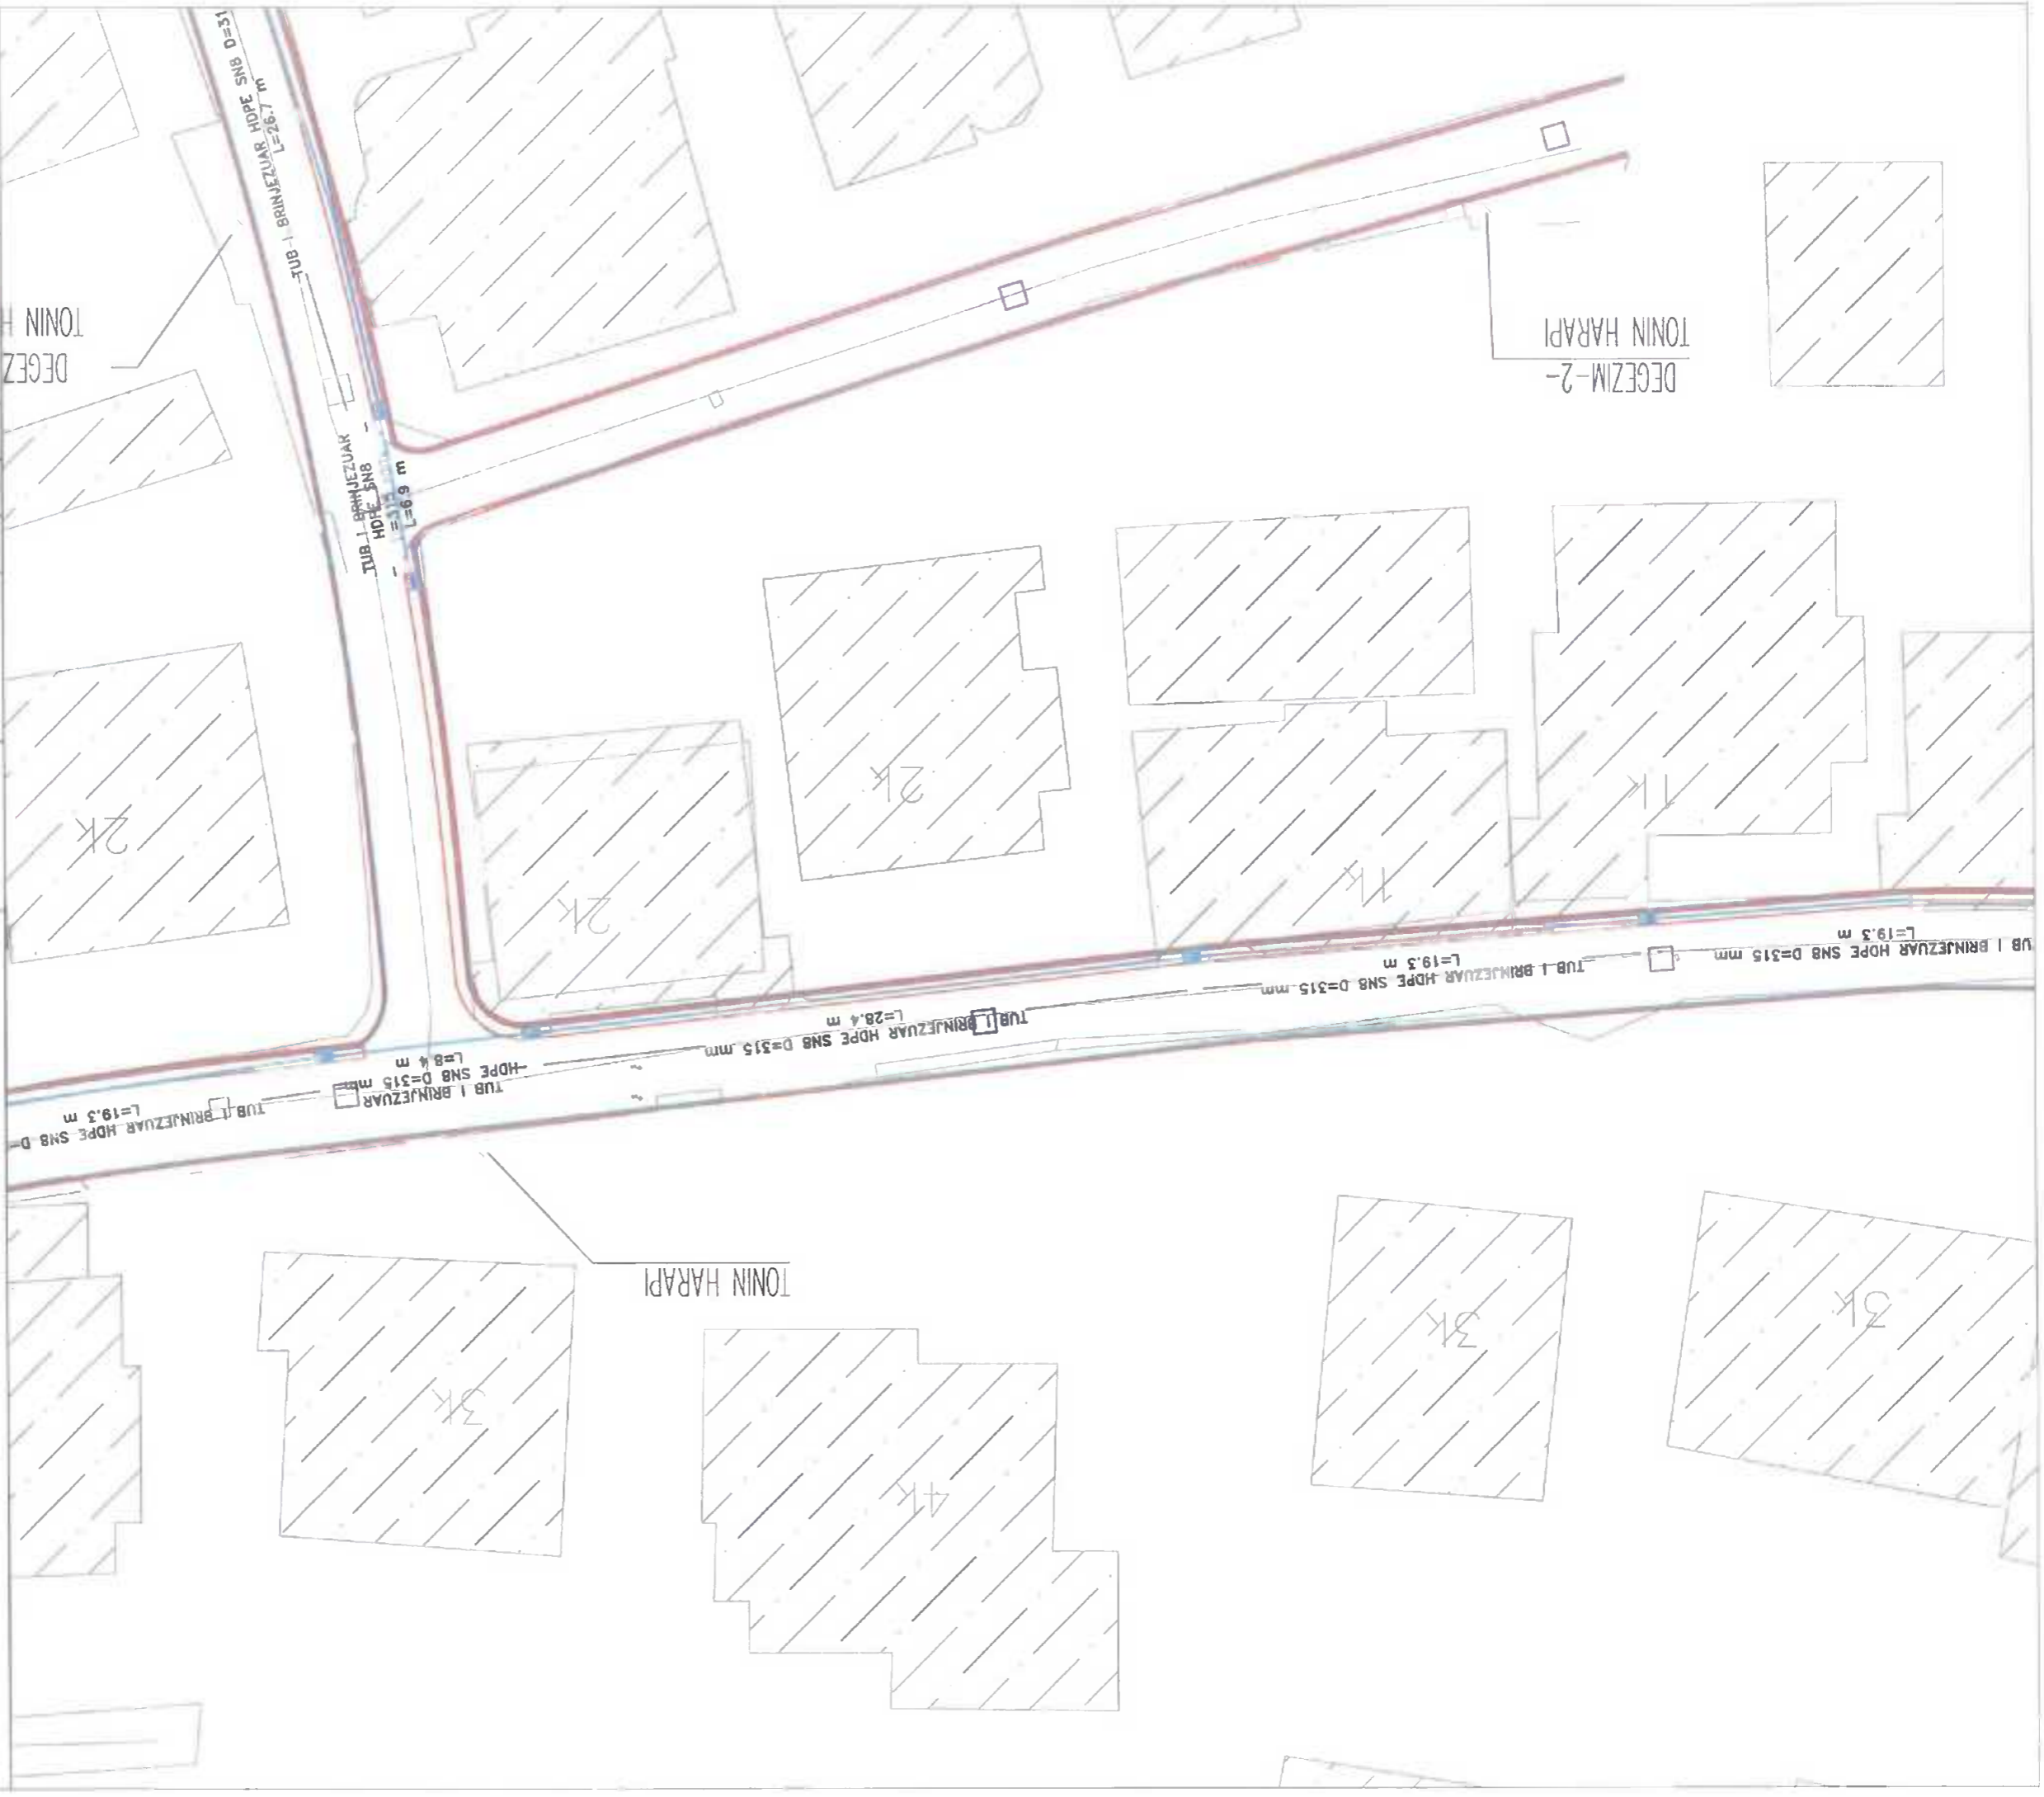 TUB I BRINJEZUAR HDPE SN8 D=31
L=26.7 m
TONIN H
DEGEZ
TONIN HARAPI
DEGEZIM-2-
TUB I BRINJEZUAR
HDPE SN8
L=6.9 m
2k
2k
2k
1k
1k
UB I BRINJEZUAR HDPE SN8 D=315 mm
L=19.3 m
TUB I BRINJEZUAR HDPE SN8 D=315 mm
L=19.3 m
TUB I BRINJEZUAR HDPE SN8 D=315 mm
L=28.4 m
TUB I BRINJEZUAR
HDPE SN8 D=315 mm
L=8.4 m
TUB I BRINJEZUAR HDPE SN8 D=
L=19.3 m
TONIN HARAPI
3k
4k
3k
3k